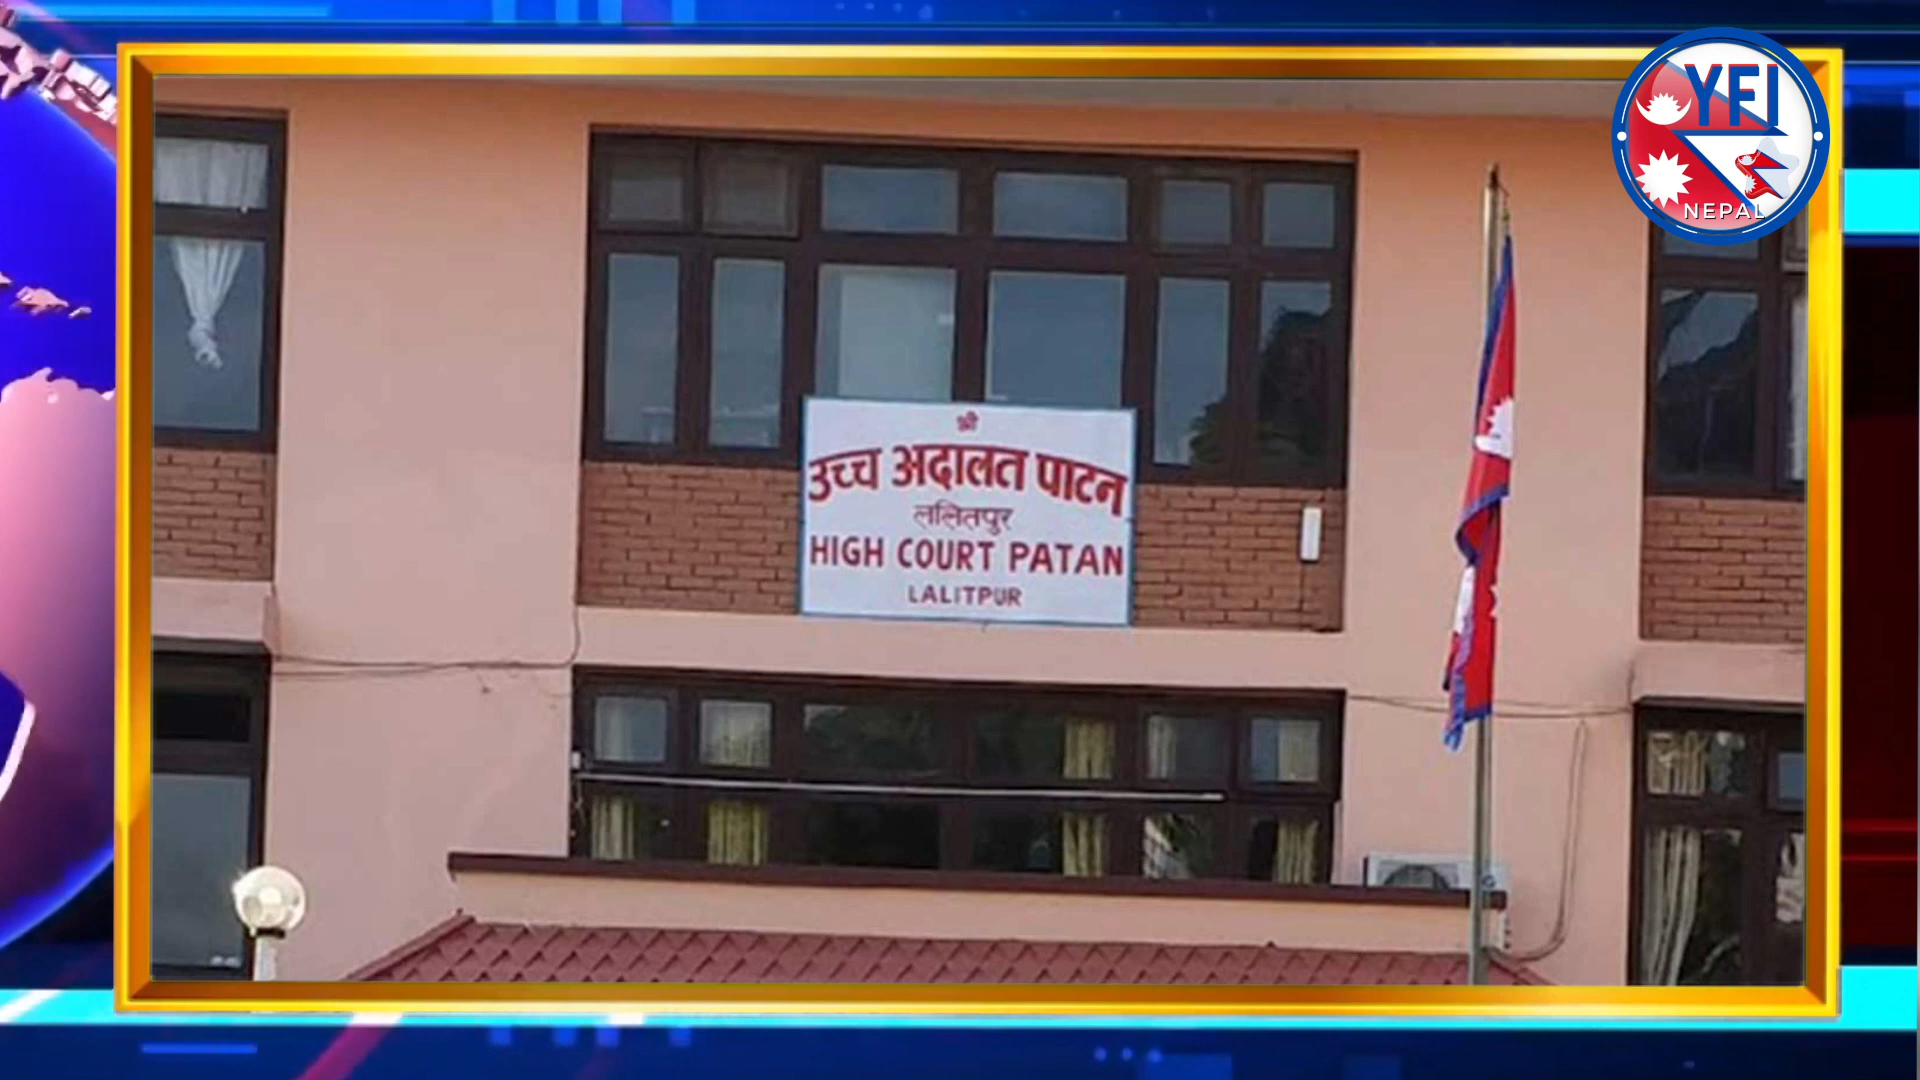 YFI
NEPAL
श्री
उच्च अदालत पाटन
ललितपुर
HIGH COURT PATAN
LALITPUR